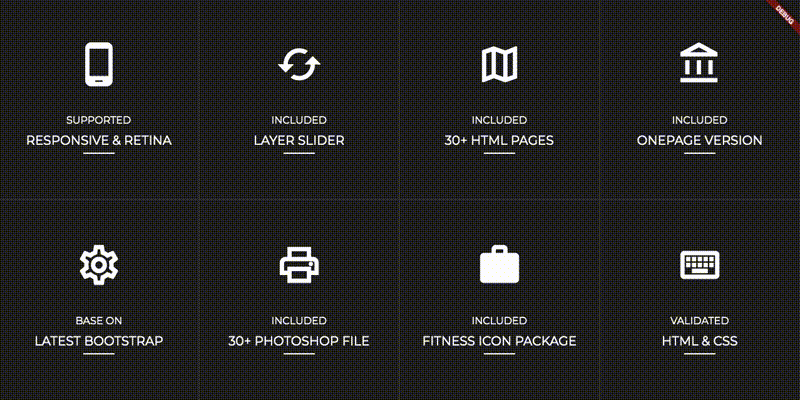 DEBUG
SUPPORTED
RESPONSIVE & RETINA
INCLUDED
LAYER SLIDER
INCLUDED
30+ HTML PAGES
INCLUDED
ONEPAGE VERSION
BASE ON
LATEST BOOTSTRAP
INCLUDED
30+ PHOTOSHOP FILE
INCLUDED
FITNESS ICON PACKAGE
VALIDATED
HTML & CSS